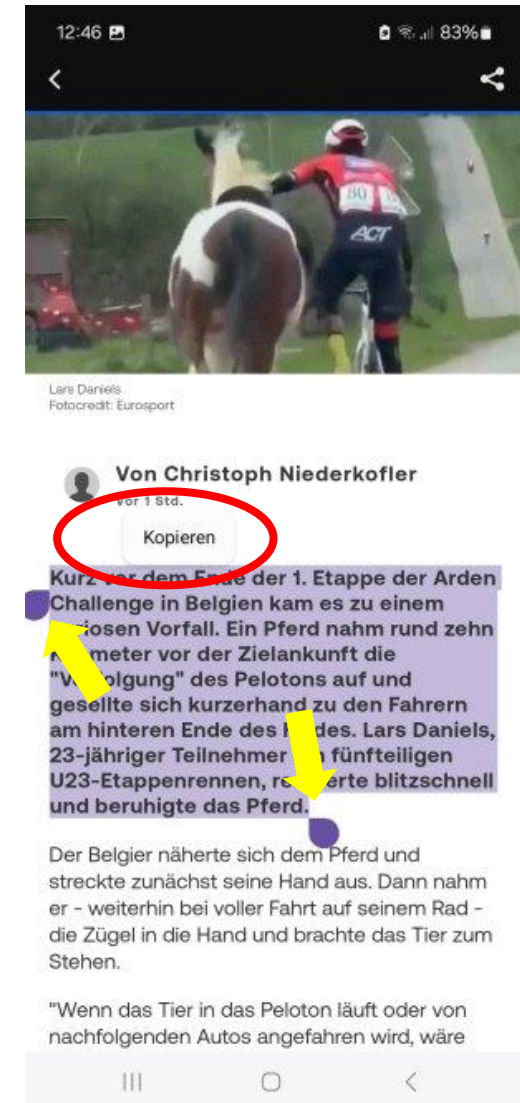 12:46 83%
80
ACT
Lars Daniels
Fotocredit: Eurosport
Von Christoph Niederkofler
Vor 1 Std.
Kopieren
Kurz vor dem Ende der 1. Etappe der Arden
Challenge in Belgien kam es zu einem
iosen Vorfall. Ein Pferd nahm rund zehn
meter vor der Zielankunft die
"V olgung" des Pelotons auf und
gesellte sich kurzerhand zu den Fahrern
am hinteren Ende des des. Lars Daniels,
23-jähriger Teilnehmer fünfteiligen
U23-Etappenrennen, re erte blitzschnell
und beruhigte das Pferd.
Der Belgier näherte sich dem Pferd und
streckte zunächst seine Hand aus. Dann nahm
er - weiterhin bei voller Fahrt auf seinem Rad -
die Zügel in die Hand und brachte das Tier zum
Stehen.
"Wenn das Tier in das Peloton läuft oder von
nachfolgenden Autos angefahren wird, wäre